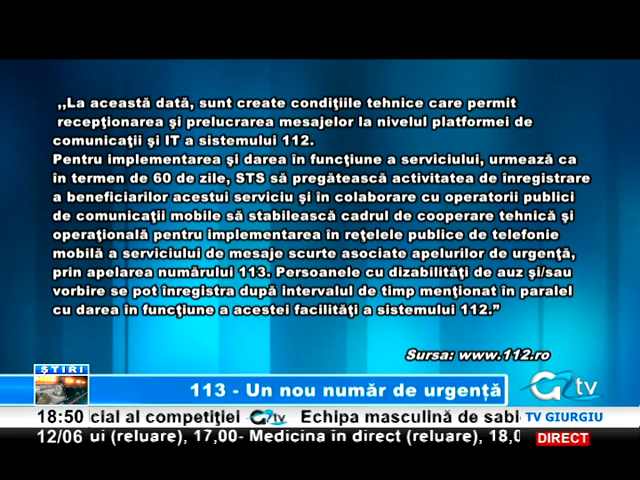 ,,La această dată, sunt create condiţiile tehnice care permit
recepţionarea şi prelucrarea mesajelor la nivelul platformei de
comunicaţii şi IT a sistemului 112.
Pentru implementarea şi darea în funcţiune a serviciului, urmează ca
în termen de 60 de zile, STS să pregătească activitatea de înregistrare
a beneficiarilor acestui serviciu şi în colaborare cu operatorii publici
de comunicaţii mobile să stabilească cadrul de cooperare tehnică şi
operaţională pentru implementarea în reţelele publice de telefonie
mobilă a serviciului de mesaje scurte asociate apelurilor de urgenţă,
prin apelarea numărului 113. Persoanele cu dizabilităţi de auz şi/sau
vorbire se pot înregistra după intervalul de timp menţionat în paralel
cu darea în funcţiune a acestei facilităţi a sistemului 112.”
Sursa: www.112.ro
ŞTIRI
113 - Un nou număr de urgenţă
G tv
18:50 cial al competiţiei G tv Echipa masculină de sabi TV GIURGIU
12/06 ui (reluare), 17,00- Medicina în direct (reluare), 18,0 DIRECT